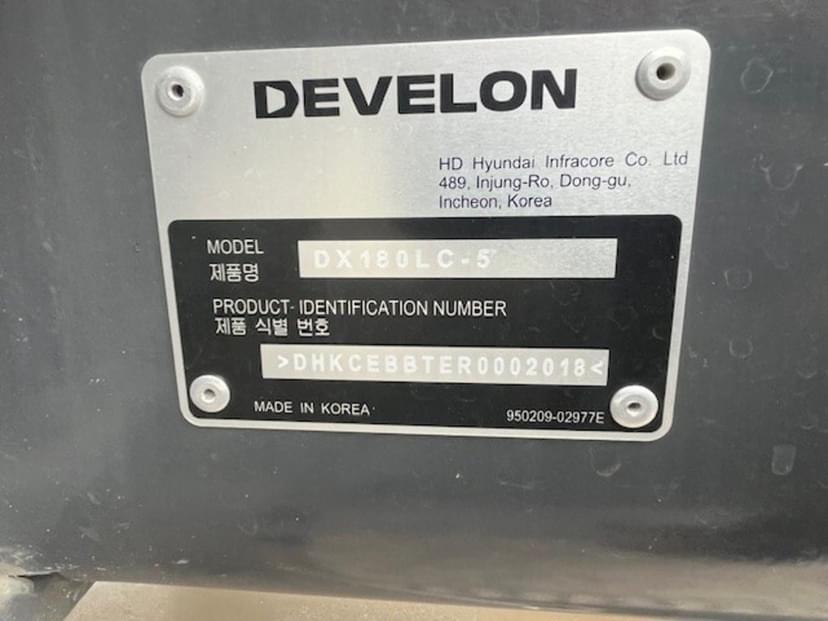 DEVELON
HD Hyundai Infracore Co. Ltd
489, Injung-Ro, Dong-gu,
Incheon, Korea
MODEL
제품명
DX180LC-5
PRODUCT IDENTIFICATION NUMBER
제품 식별 번호
>DHKCEBBTER0002018<
MADE IN KOREA
950209-02977E